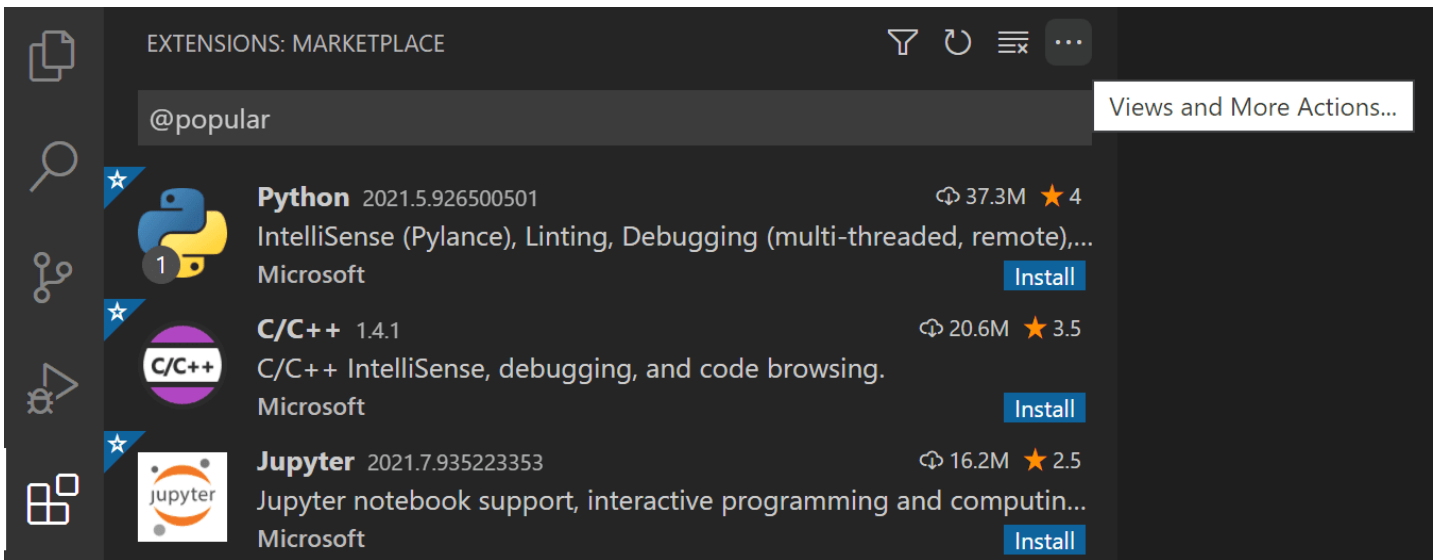 EXTENSIONS: MARKETPLACE
@popular
Views and More Actions...
Python 2021.5.926500501 37.3M 4
IntelliSense (Pylance), Linting, Debugging (multi-threaded, remote),...
1
Microsoft Install
C/C++ 1.4.1 20.6M 3.5
C/C++
C/C++ IntelliSense, debugging, and code browsing.
Microsoft Install
Jupyter 2021.7.935223353 16.2M 2.5
jupyter
Jupyter notebook support, interactive programming and computin...
Microsoft Install